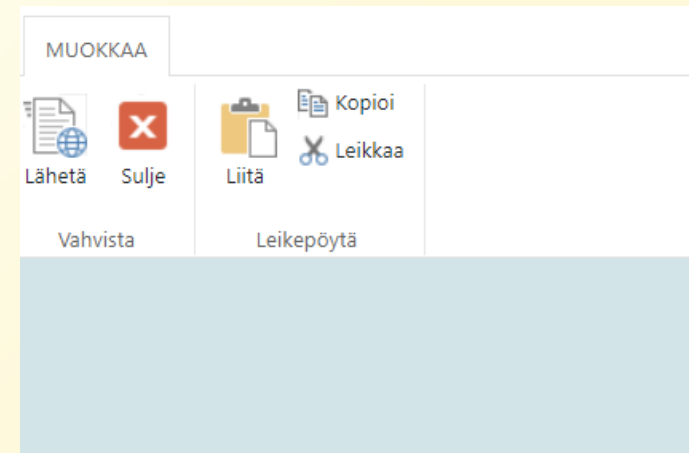 MUOKKAA
Kopioi
Leikkaa
Lähetä Sulje Liitä
Vahvista Leikepöytä